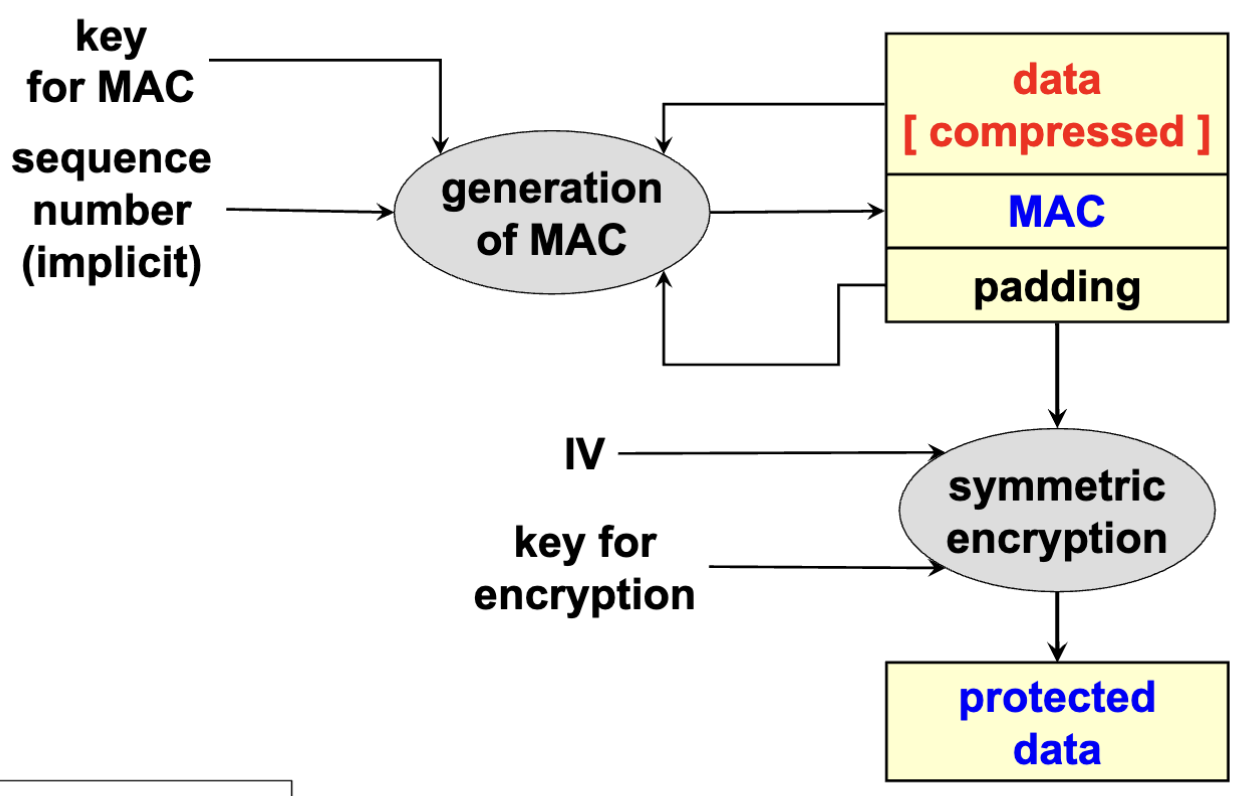 key
for MAC
sequence
number
(implicit)
generation
of MAC
data
[ compressed ]
MAC
padding
IV
key for
encryption
symmetric
encryption
protected
data